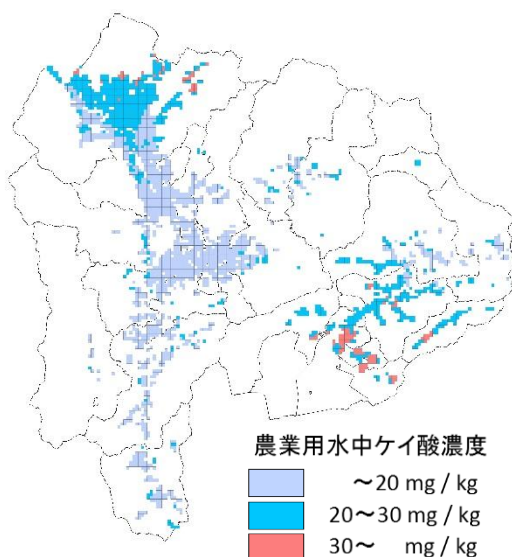 農業用水中ケイ酸濃度
～20 mg / kg
20～30 mg / kg
30～ mg / kg